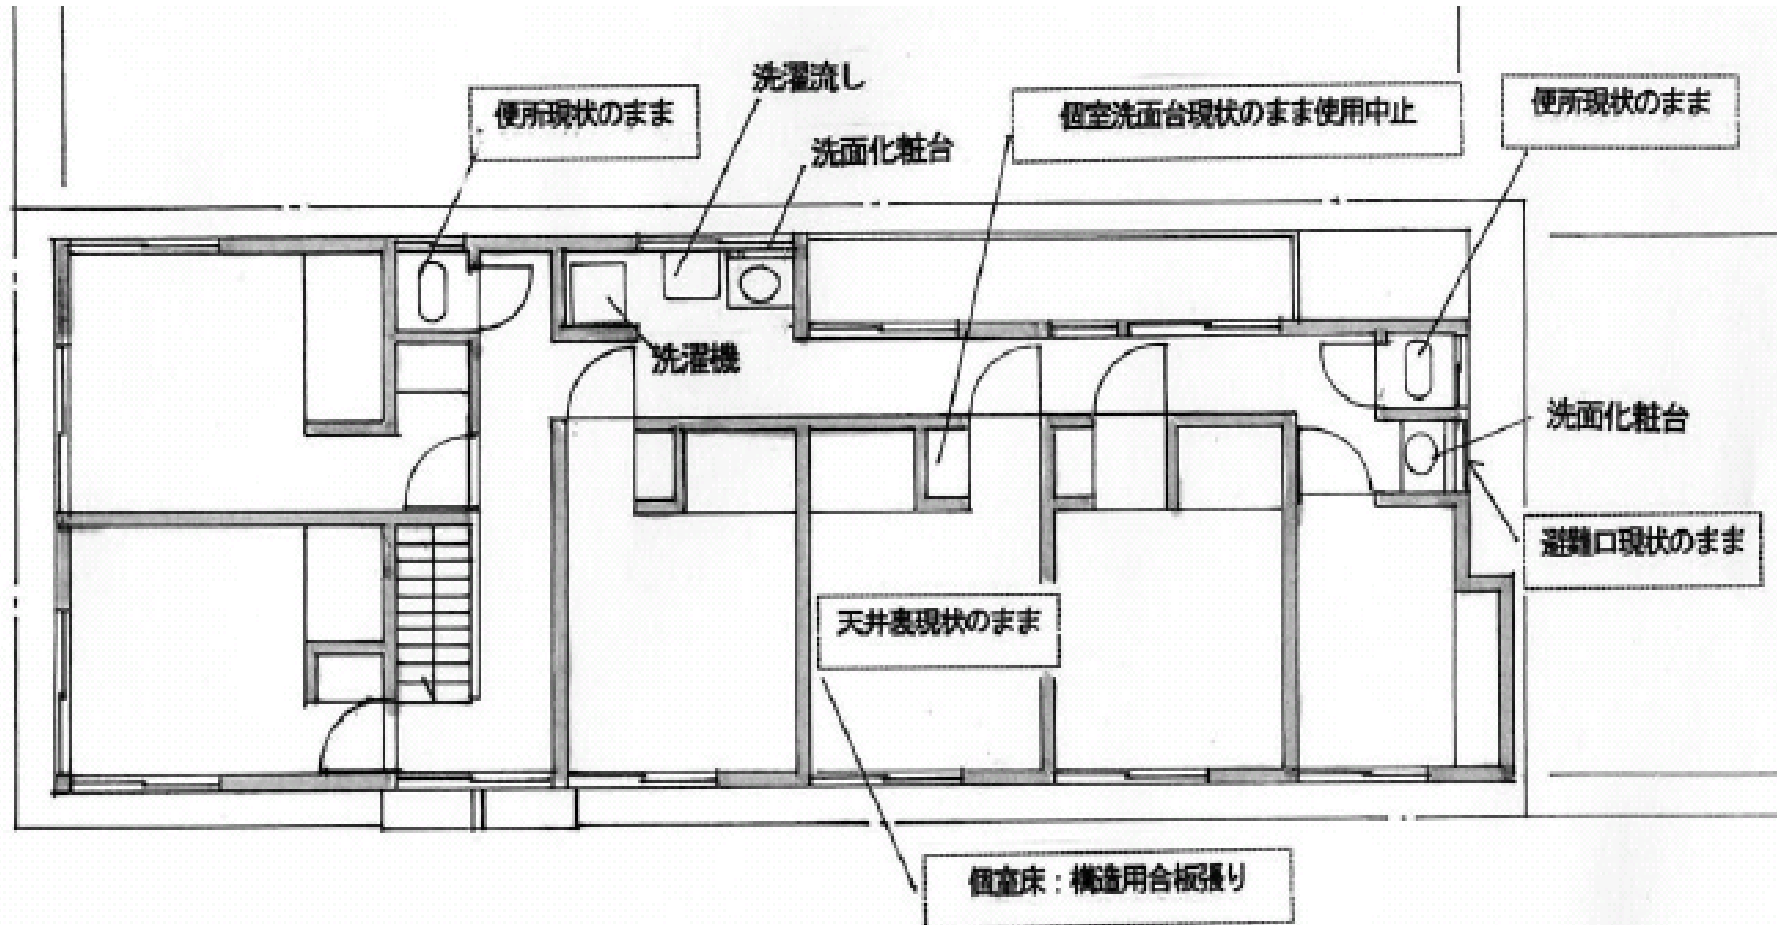 洗濯流し
便所現状のまま
個室洗面台現状のまま使用中止
便所現状のまま
洗面化粧台
洗濯機
洗面化粧台
避難口現状のまま
天井裏現状のまま
個室床：構造用合板張り